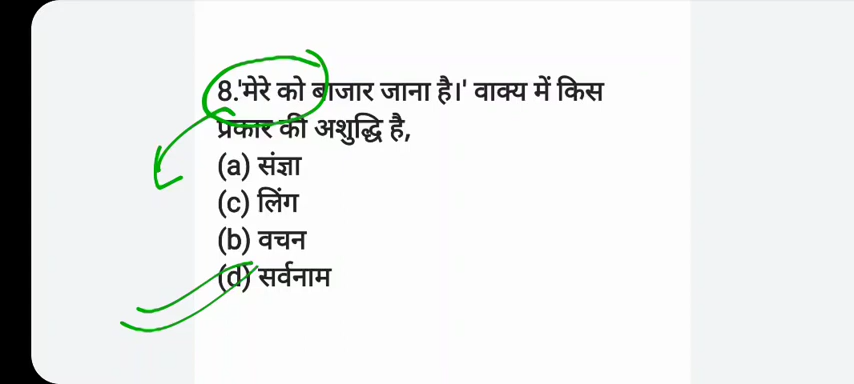 8.'मेरे को बाजार जाना है।' वाक्य में किस
प्रकार की अशुद्धि है,
(a) संज्ञा
(c) लिंग
(b) वचन
(d) सर्वनाम